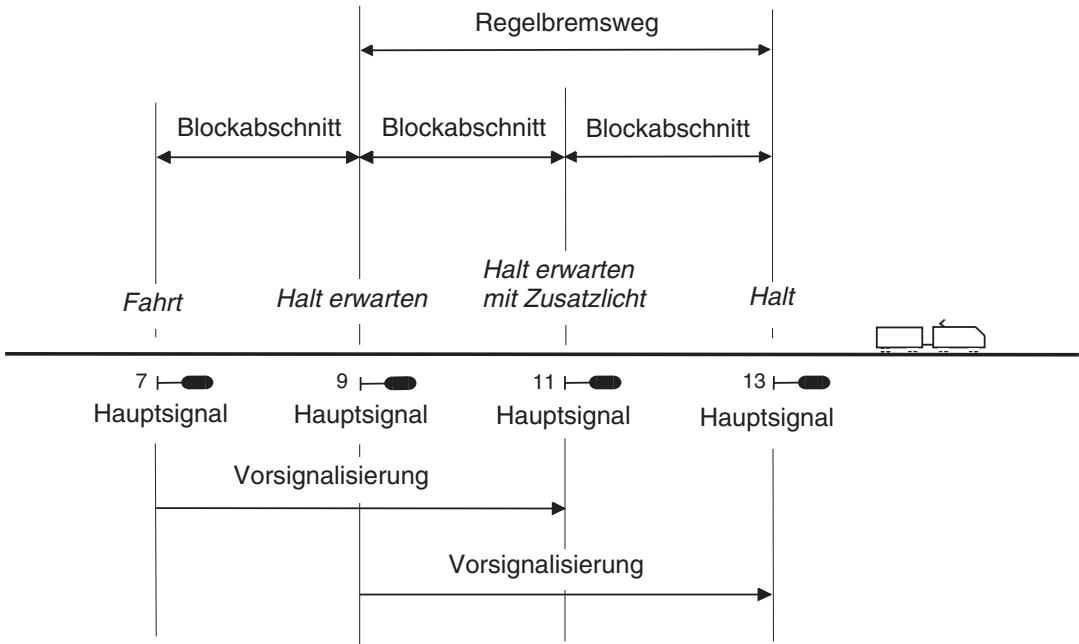 Regelbremsweg
Blockabschnitt Blockabschnitt Blockabschnitt
Fahrt Halt erwarten Halt erwarten mit Zusatzlicht Halt
7 9 11 13
Hauptsignal Hauptsignal Hauptsignal Hauptsignal
Vorsignalisierung
Vorsignalisierung